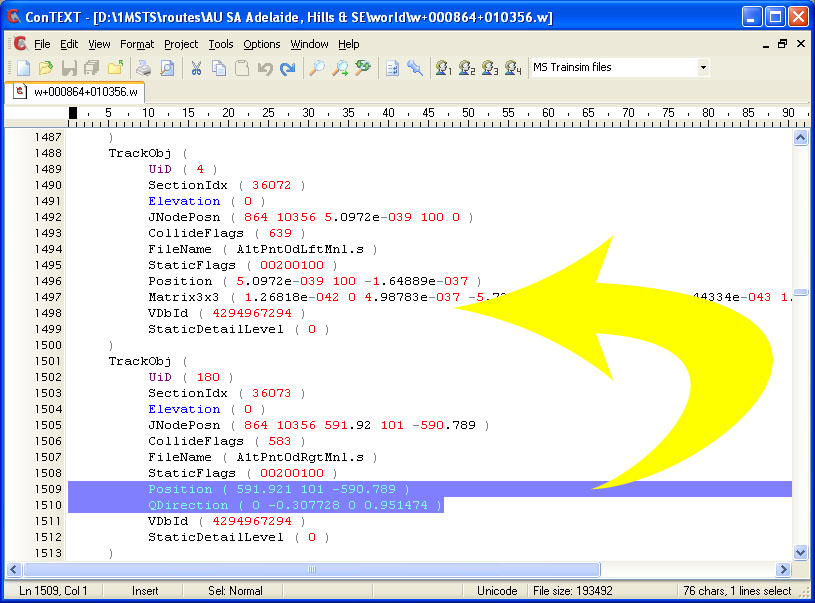 ConTEXT - [D:\1MSTS\routes\AU SA Adelaide, Hills & SE\world\w+000864+010356.w]
File Edit View Format Project Tools Options Window Help
1 2 3 4 MS Trainsim files
w+000864+010356.w
5 10 15 20 25 30 35 40 45 50 55 60 65 70 75 80 85 90
1487 )
1488 TrackObj (
1489 UiD ( 4 )
1490 SectionIdx ( 36072 )
1491 Elevation ( 0 )
1492 JNodePosn ( 864 10356 5.0972e-039 100 0 )
1493 CollideFlags ( 639 )
1494 FileName ( A1tPnt0dLftMnl.s )
1495 StaticFlags ( 00200100 )
1496 Position ( 5.0972e-039 100 -1.64889e-037 )
1497 Matrix3x3 ( 1.26818e-042 0 4.98783e-037 44334e-043 1.
1498 VDbId ( 4294967294 )
1499 StaticDetailLevel ( 0 )
1500 )
1501 TrackObj (
1502 UiD ( 180 )
1503 SectionIdx ( 36073 )
1504 Elevation ( 0 )
1505 JNodePosn ( 864 10356 591.92 101 -590.789 )
1506 CollideFlags ( 583 )
1507 FileName ( A1tPnt0dRgtMnl.s )
1508 StaticFlags ( 00200100 )
1509 Position ( 591.921 101 -590.789 )
1510 QDirection ( 0 -0.307728 0 0.951474 )
1511 VDbId ( 4294967294 )
1512 StaticDetailLevel ( 0 )
1513 )
Ln 1509, Col 1 Insert Sel: Normal Unicode File size: 193492 76 chars, 1 lines select